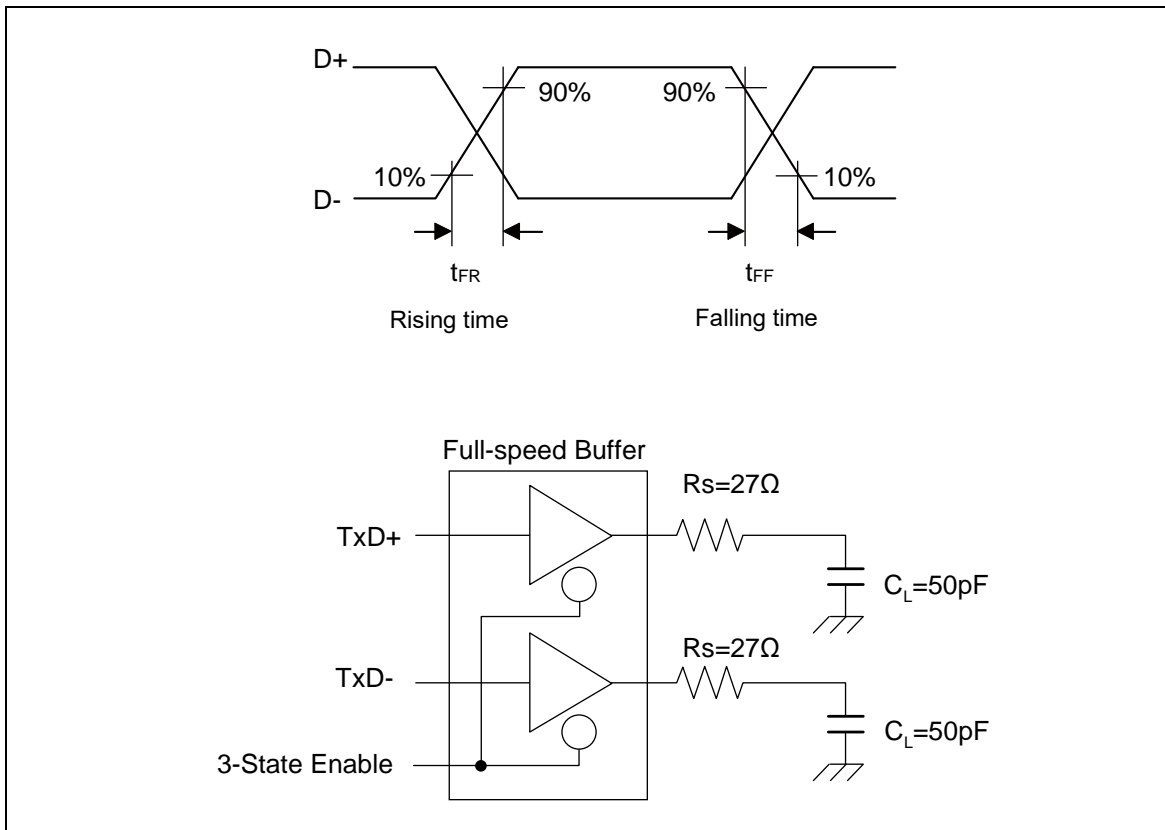 D+
90% 90%
10% 10%
D-
tFR tFF
Rising time Falling time
Full-speed Buffer
Rs=27Ω
TxD+
CL=50pF
Rs=27Ω
TxD-
CL=50pF
3-State Enable